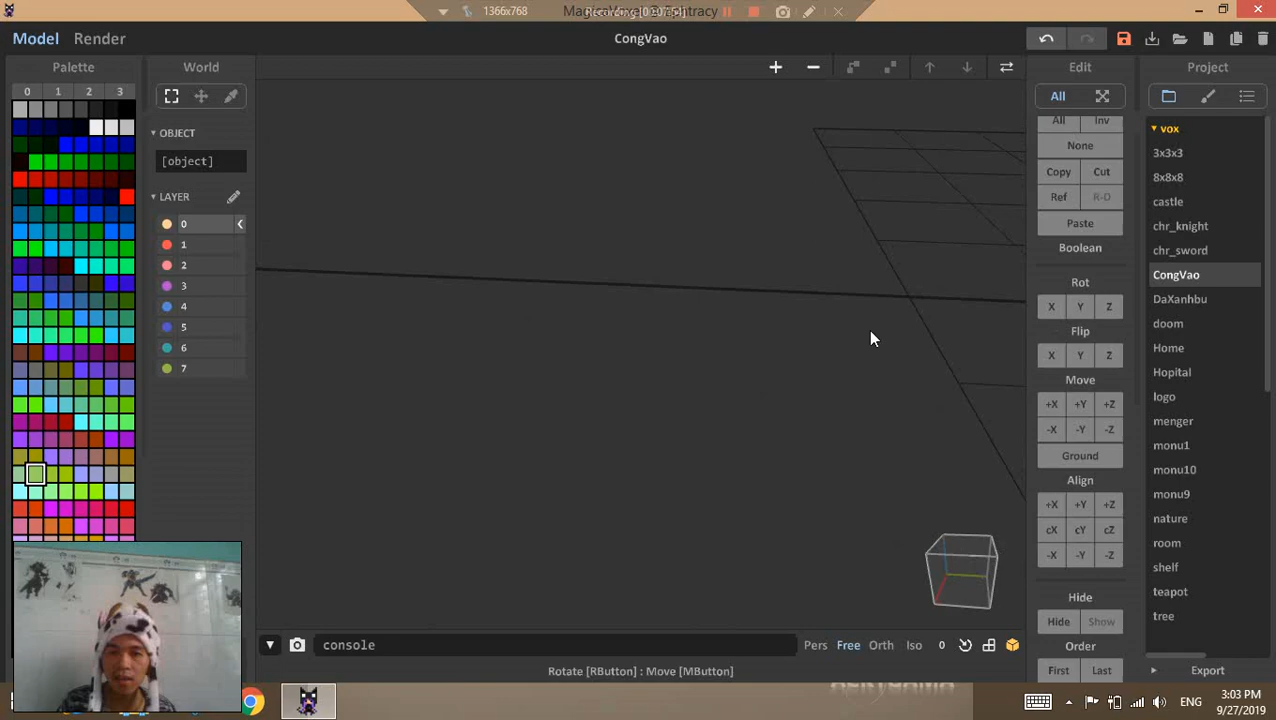 1366x768
MagicaVoxel
@ ephtracy
Model
Render
CongVao
Palette
World
Edit
Project
0
1
2
3
All
OBJECT
[object]
LAYER
0
1
2
3
4
5
6
7
All
Inv
None
Copy
Cut
Ref
R-O
Paste
Boolean
Rot
X
Y
Z
Flip
X
Y
Z
Move
+X
+Y
+Z
-X
-Y
-Z
Ground
Align
+X
+Y
+Z
cX
cY
cZ
-X
-Y
-Z
Hide
Hide
Show
Order
First
Last
vox
3x3x3
8x8x8
castle
chr_knight
chr_sword
CongVao
DaXanhbu
doom
Home
Hopital
logo
menger
monu1
monu10
monu9
nature
room
shelf
teapot
tree
Export
console
Pers
Free
Orth
Iso
0
Rotate [RButton] : Move [MButton]
ENG
3:03 PM
9/27/2019